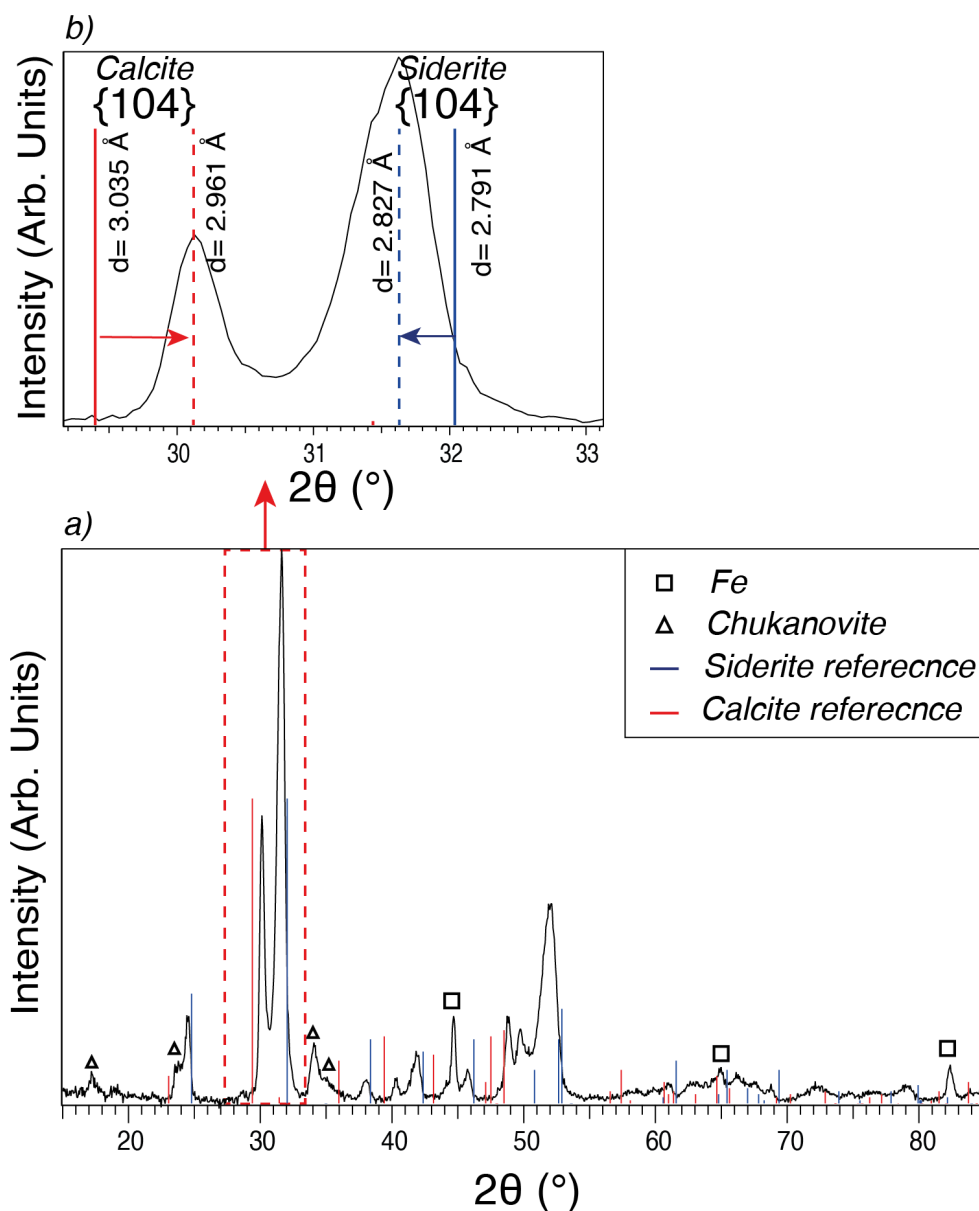 b)
Calcite
{104}
Siderite
{104}
d= 3.035 Å
d= 2.961 Å
d= 2.827 Å
d= 2.791 Å
Intensity (Arb. Units)
30 31 32 33
2θ (°)
a)
Fe
Chukanovite
Siderite referecnce
Calcite referecnce
Intensity (Arb. Units)
20 30 40 50 60 70 80
2θ (°)